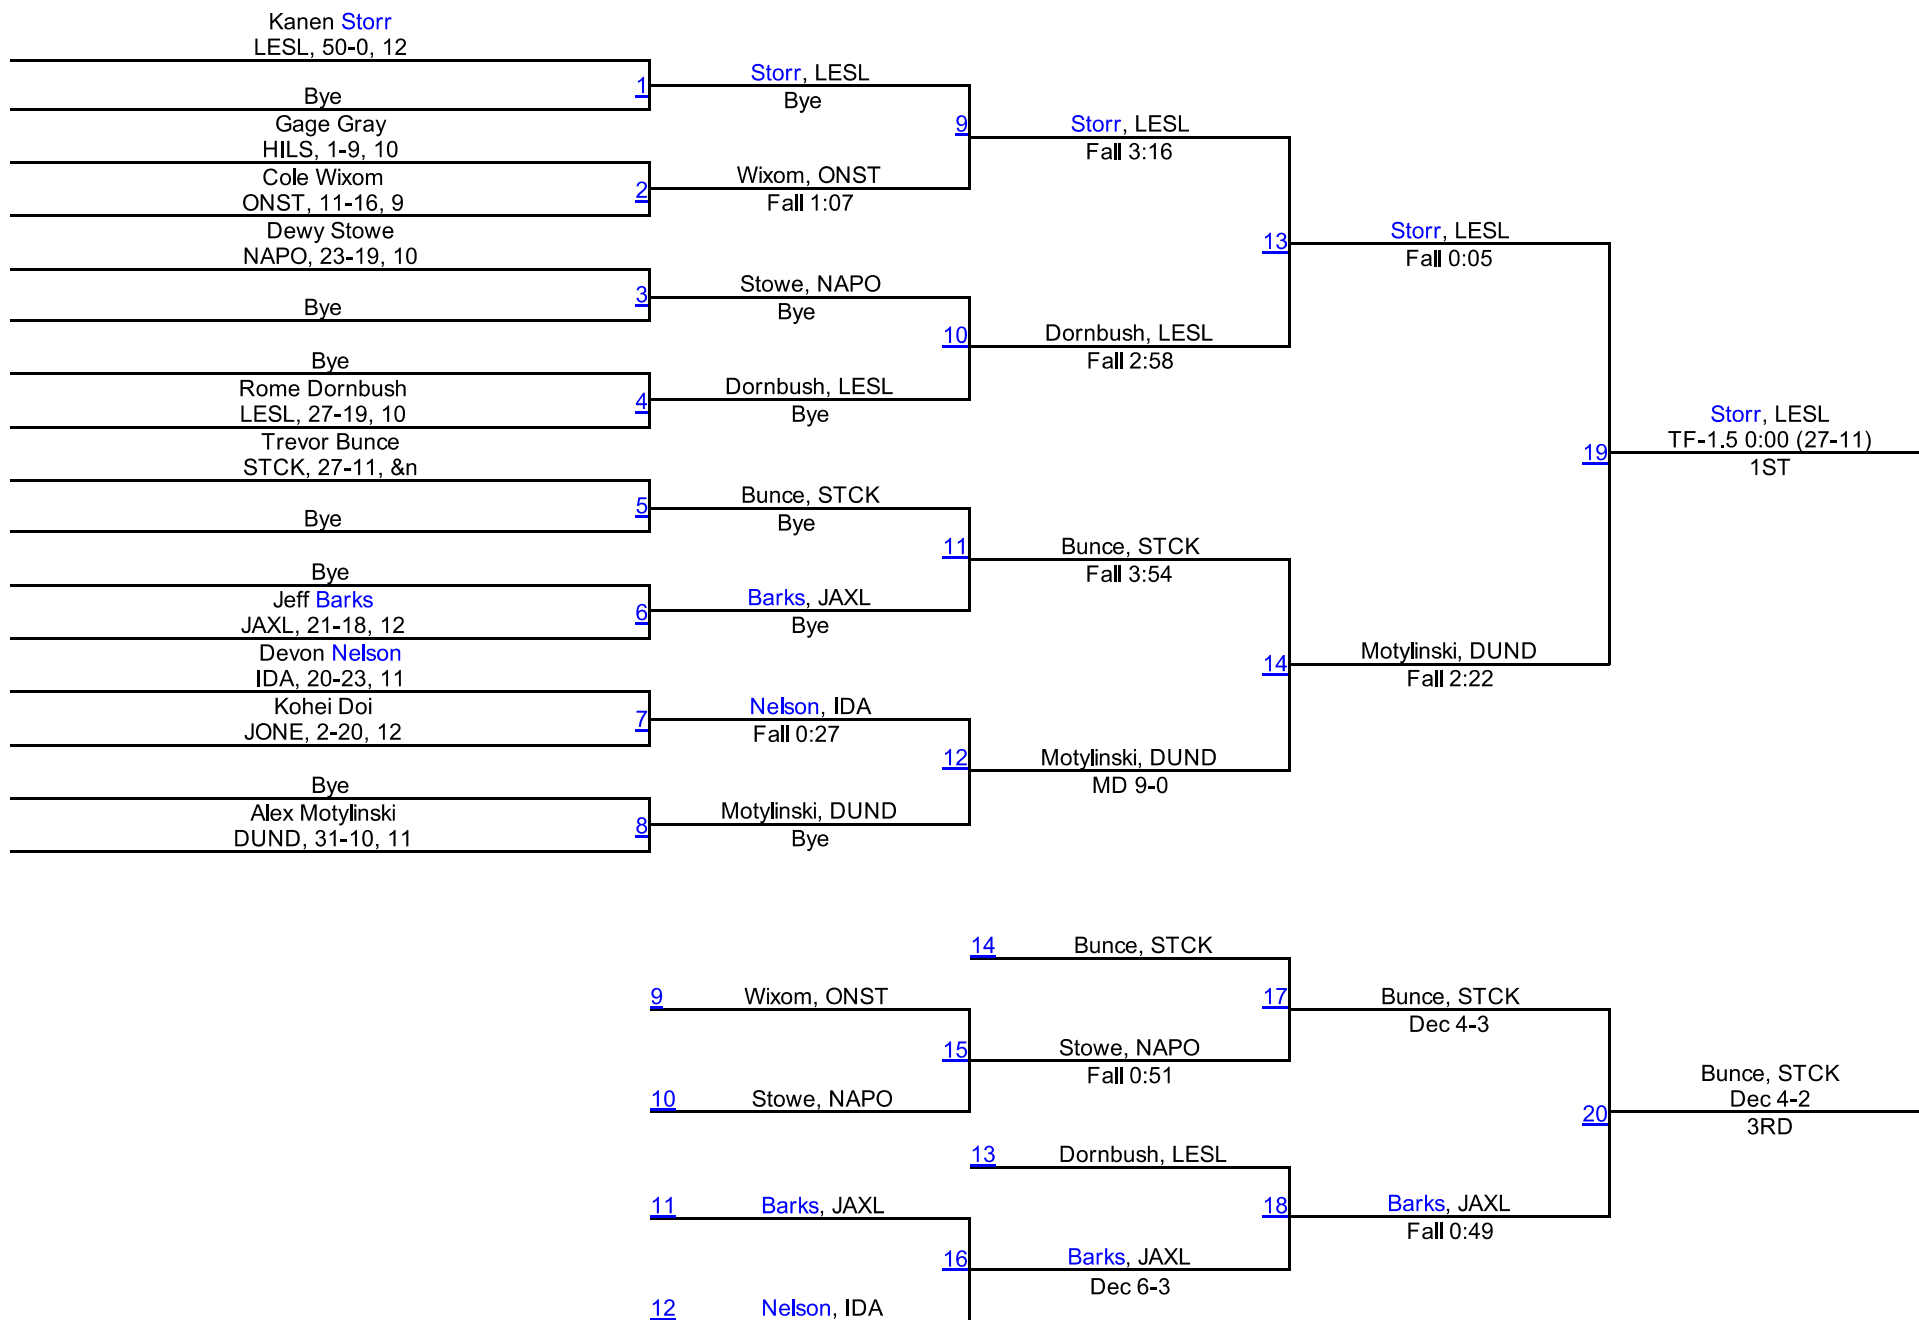 Kanen Storr
LESL, 50-0, 12
1
Bye
Storr, LESL
Bye
Gage Gray
HILS, 1-9, 10
Cole Wixom
ONST, 11-16, 9
2
Wixom, ONST
Fall 1:07
9
Storr, LESL
Fall 3:16
Dewy Stowe
NAPO, 23-19, 10
3
Bye
Stowe, NAPO
Bye
Bye
Rome Dornbush
LESL, 27-19, 10
4
Dornbush, LESL
Bye
10
Dornbush, LESL
Fall 2:58
13
Storr, LESL
Fall 0:05
Trevor Bunce
STCK, 27-11, &n
5
Bye
Bunce, STCK
Bye
Bye
Jeff Barks
JAXL, 21-18, 12
6
Barks, JAXL
Bye
11
Bunce, STCK
Fall 3:54
Devon Nelson
IDA, 20-23, 11
Kohei Doi
JONE, 2-20, 12
7
Nelson, IDA
Fall 0:27
Bye
Alex Motylinski
DUND, 31-10, 11
8
Motylinski, DUND
Bye
12
Motylinski, DUND
MD 9-0
14
Motylinski, DUND
Fall 2:22
19
Storr, LESL
TF-1.5 0:00 (27-11)
1ST
14
Bunce, STCK
9
Wixom, ONST
10
Stowe, NAPO
15
Stowe, NAPO
Fall 0:51
17
Bunce, STCK
Dec 4-3
13
Dornbush, LESL
11
Barks, JAXL
12
Nelson, IDA
16
Barks, JAXL
Dec 6-3
18
Barks, JAXL
Fall 0:49
20
Bunce, STCK
Dec 4-2
3RD